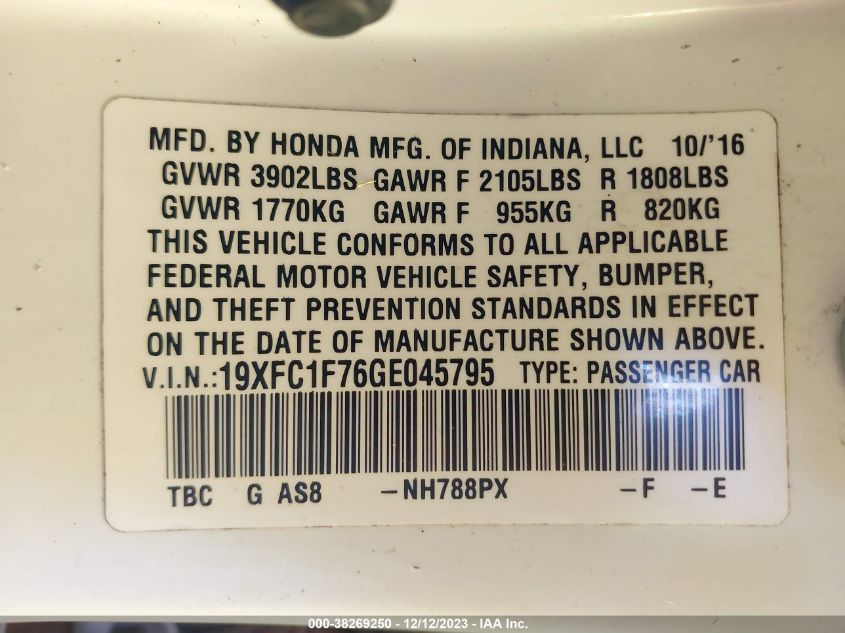 MFD. BY HONDA MFG. OF INDIANA, LLC 10/'16
GVWR 3902LBS GAWR F 2105LBS R 1808LBS
GVWR 1770KG GAWR F 955KG R 820KG
THIS VEHICLE CONFORMS TO ALL APPLICABLE
FEDERAL MOTOR VEHICLE SAFETY, BUMPER,
AND THEFT PREVENTION STANDARDS IN EFFECT
ON THE DATE OF MANUFACTURE SHOWN ABOVE.
V.I.N.:19XFC1F76GE045795 TYPE: PASSENGER CAR
TBC G AS8 -NH788PX -F -E
000-38269250 - 12/12/2023 - IAA Inc.